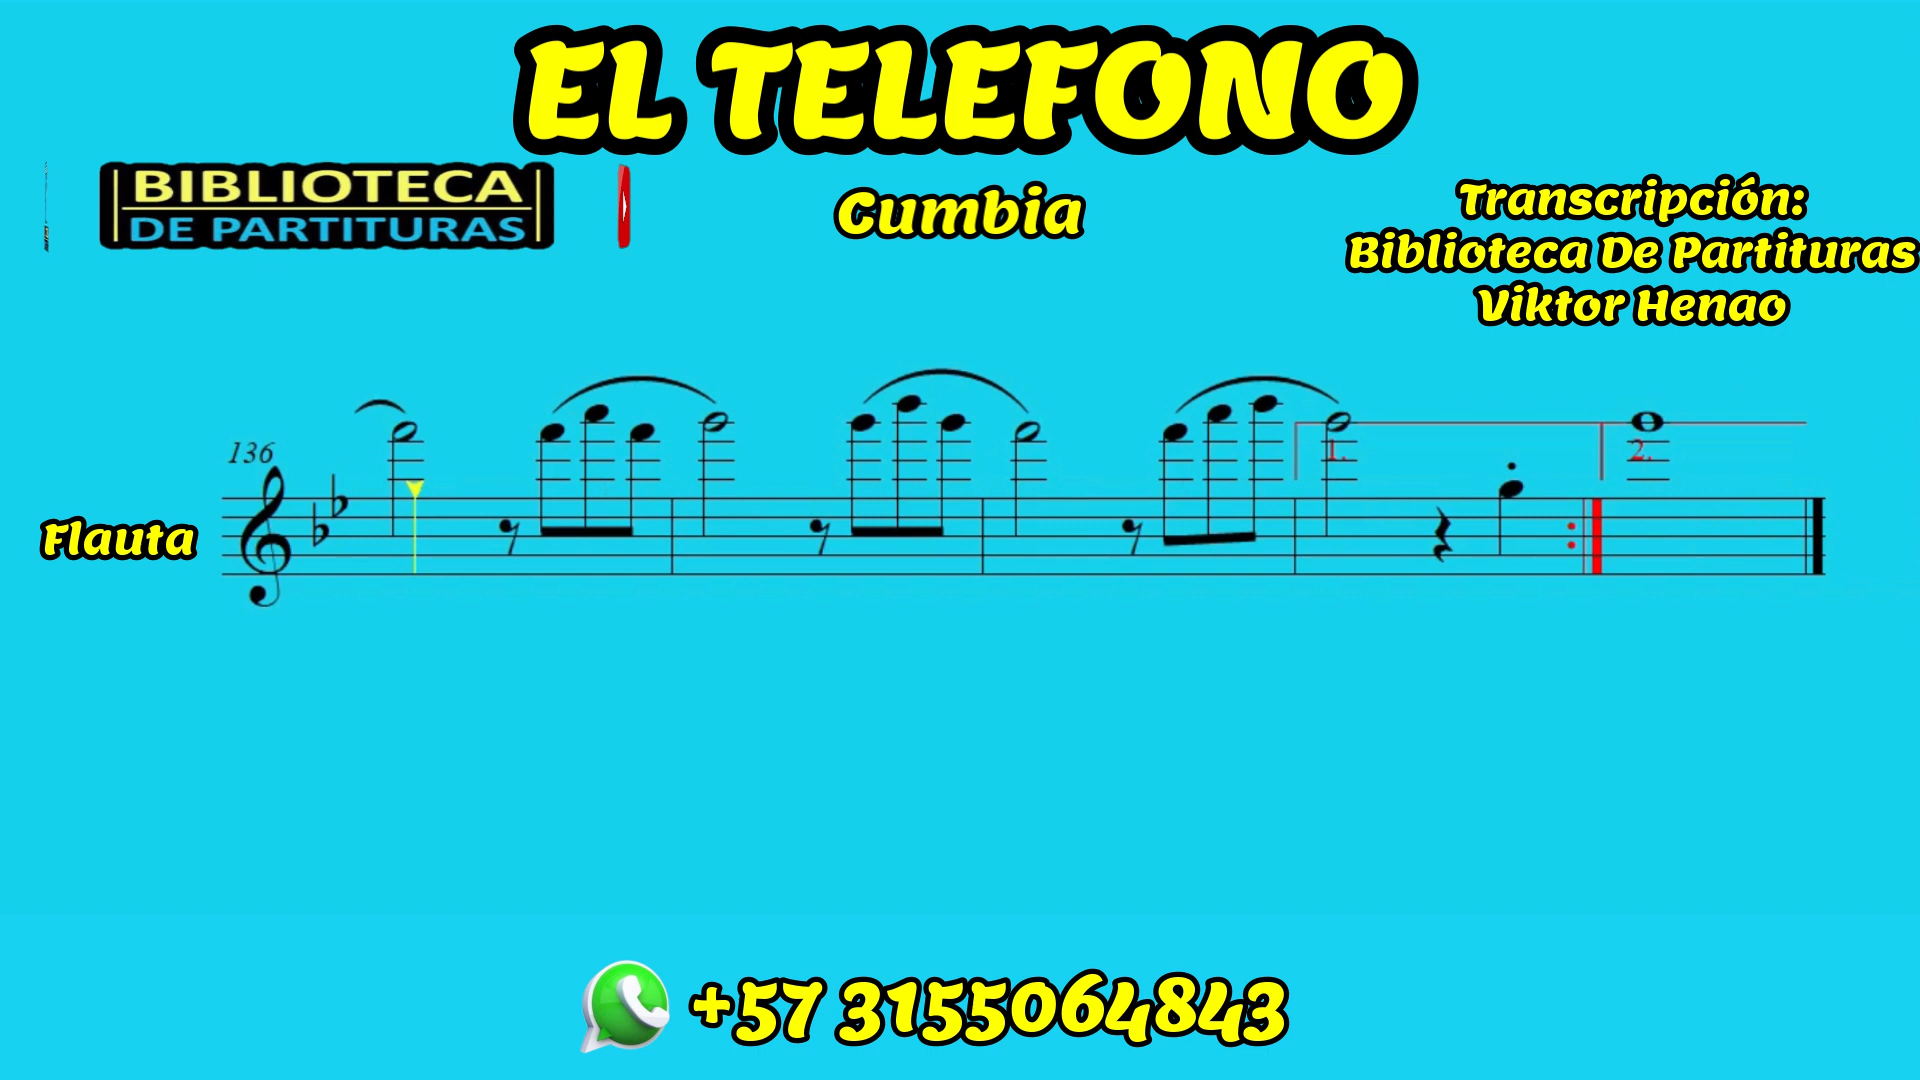 EL TELEFONO
BIBLIOTECA
DE PARTITURAS
Cumbia
Transcripción:
Biblioteca De Partituras
Viktor Henao
136
1.
2.
Flauta
+57 3155064843